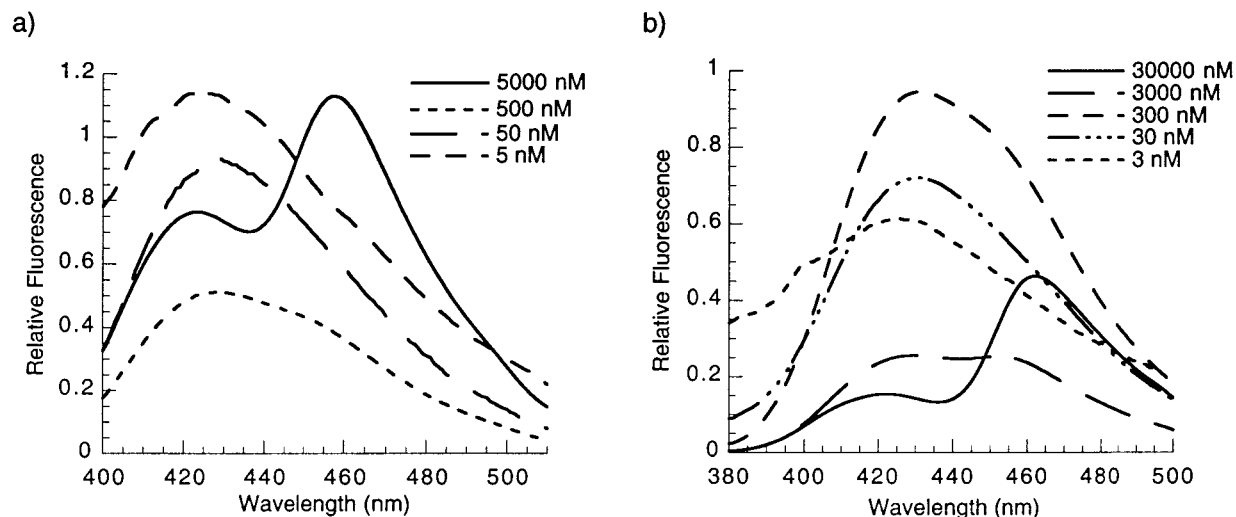 a)
5000 nM
500 nM
50 nM
5 nM
1.2
1
0.8
0.6
0.4
0.2
0
Relative Fluorescence
400 420 440 460 480 500
Wavelength (nm)
b)
30000 nM
3000 nM
300 nM
30 nM
3 nM
1
0.8
0.6
0.4
0.2
0
Relative Fluorescence
380 400 420 440 460 480 500
Wavelength (nm)